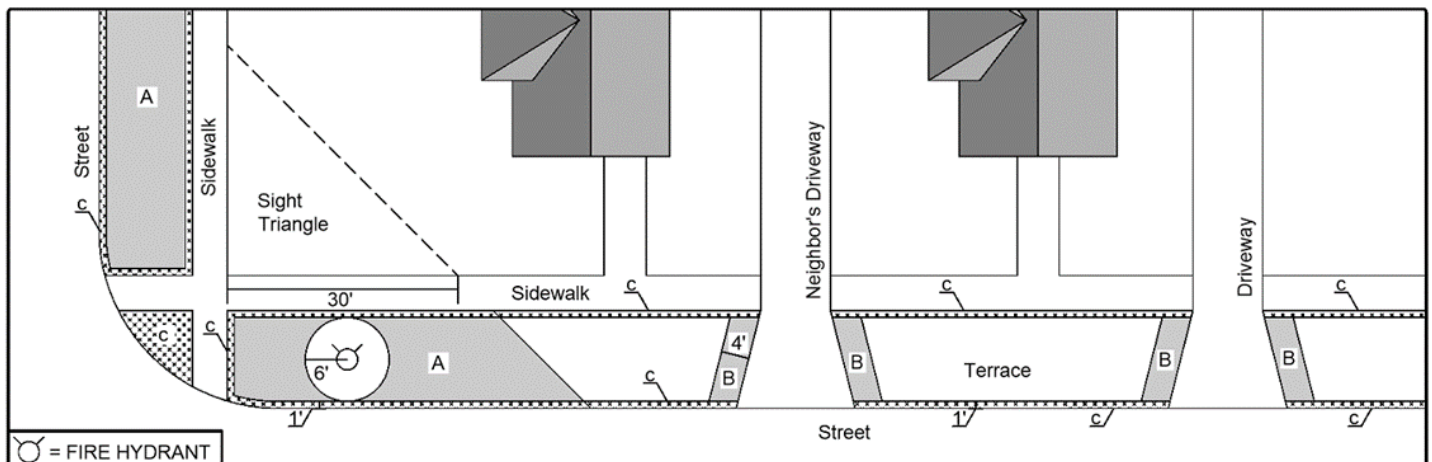 A
Street
Sidewalk
c
Sight
Triangle
30'
Sidewalk
c
Neighbor's Driveway
c
Driveway
c
c
c
6'
A
c
4'
B
B
Terrace
B
B
1'
1'
c
c
Street
= FIRE HYDRANT